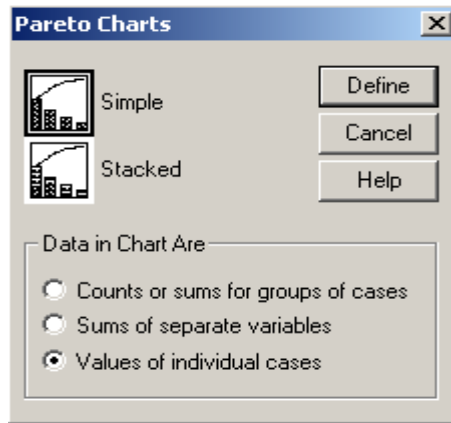 Pareto Charts
Simple
Stacked
Define
Cancel
Help
Data in Chart Are
Counts or sums for groups of cases
Sums of separate variables
Values of individual cases